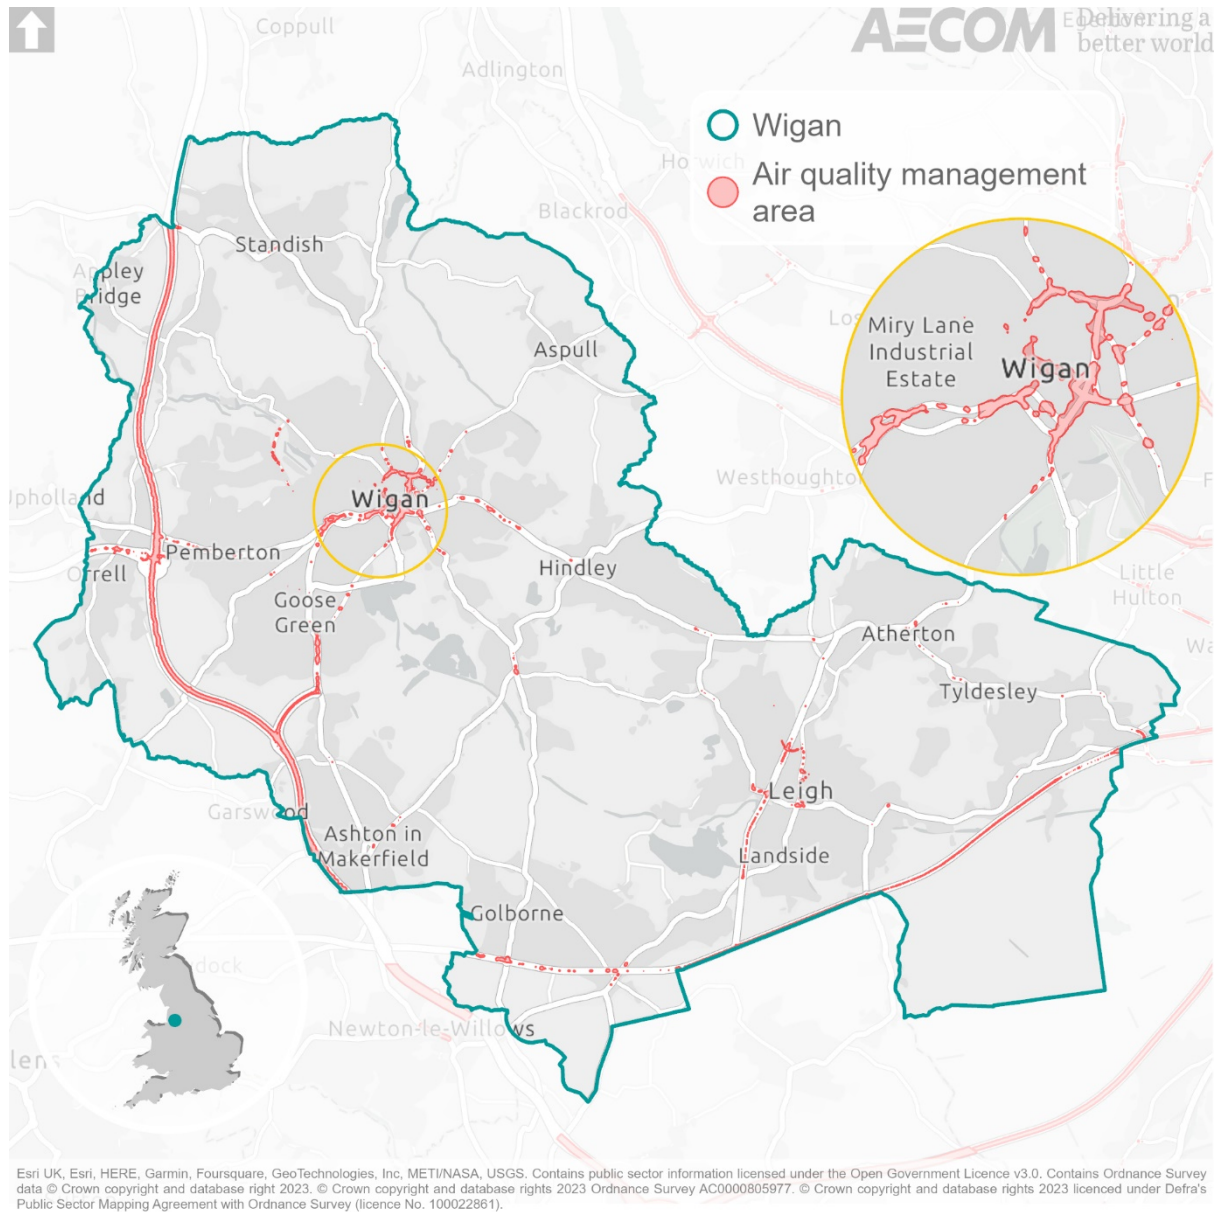 Coppull
Adlington
AECOM
Delivering a
better world
Wigan
Air quality management
area
Blackrod
Standish
Appley
Bridge
Aspull
Miry Lane
Industrial
Estate
Wigan
Westhoughton
Upholland
Wigan
Pemberton
Orrell
Hindley
Goose
Green
Little
Hulton
Atherton
Tyldesley
Leigh
Garswood
Ashton in
Makerfield
Landside
Golborne
Newton-le-Willows
Esri UK, Esri, HERE, Garmin, Foursquare, GeoTechnologies, Inc, METI/NASA, USGS. Contains public sector information licensed under the Open Government Licence v3.0. Contains Ordnance Survey
data © Crown copyright and database right 2023. © Crown copyright and database rights 2023 Ordnance Survey AC0000805977. © Crown copyright and database rights 2023 licenced under Defra's
Public Sector Mapping Agreement with Ordnance Survey (licence No. 100022861).